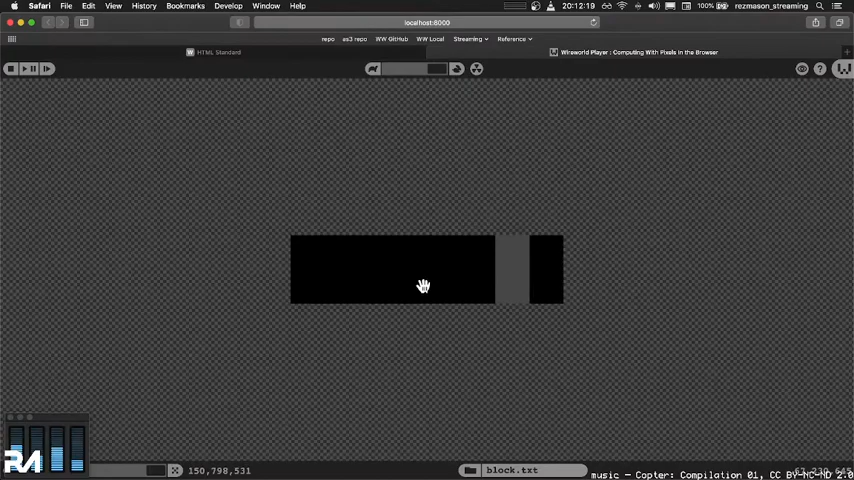 Safari File Edit View History Bookmarks Develop Window Help 100% 20:12:19 rezmason_streaming
localhost:8000
repo as3 repo WW GitHub WW Local Streaming Reference
W HTML Standard Wireworld Player : Computing With Pixels in the Browser
W
RA 150,798,531 block.txt
music — Copter: Compilation 01, CC BY-NC-ND 2.0